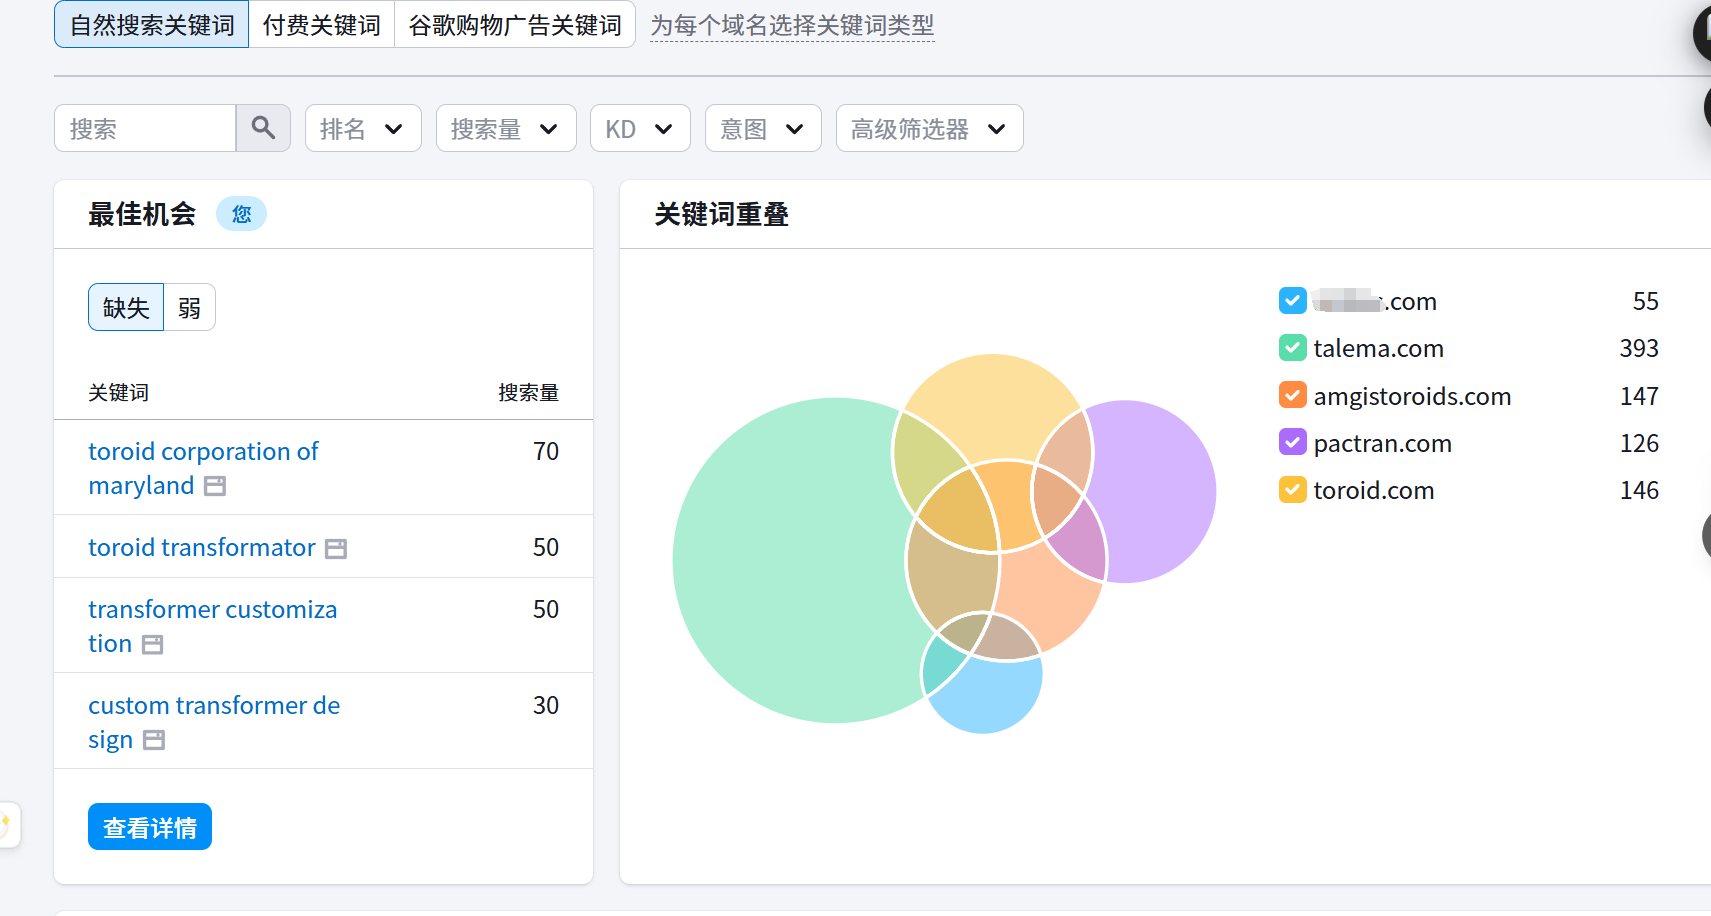 自然搜索关键词 付费关键词 谷歌购物广告关键词 为每个域名选择关键词类型
搜索 排名 搜索量 KD 意图 高级筛选器
最佳机会 您
缺失 弱
关键词 搜索量
toroid corporation of 70
maryland
toroid transformator 50
transformer customiza 50
tion
custom transformer de 30
sign
查看详情
关键词重叠
.com 55
talema.com 393
amgistoroids.com 147
pactran.com 126
toroid.com 146